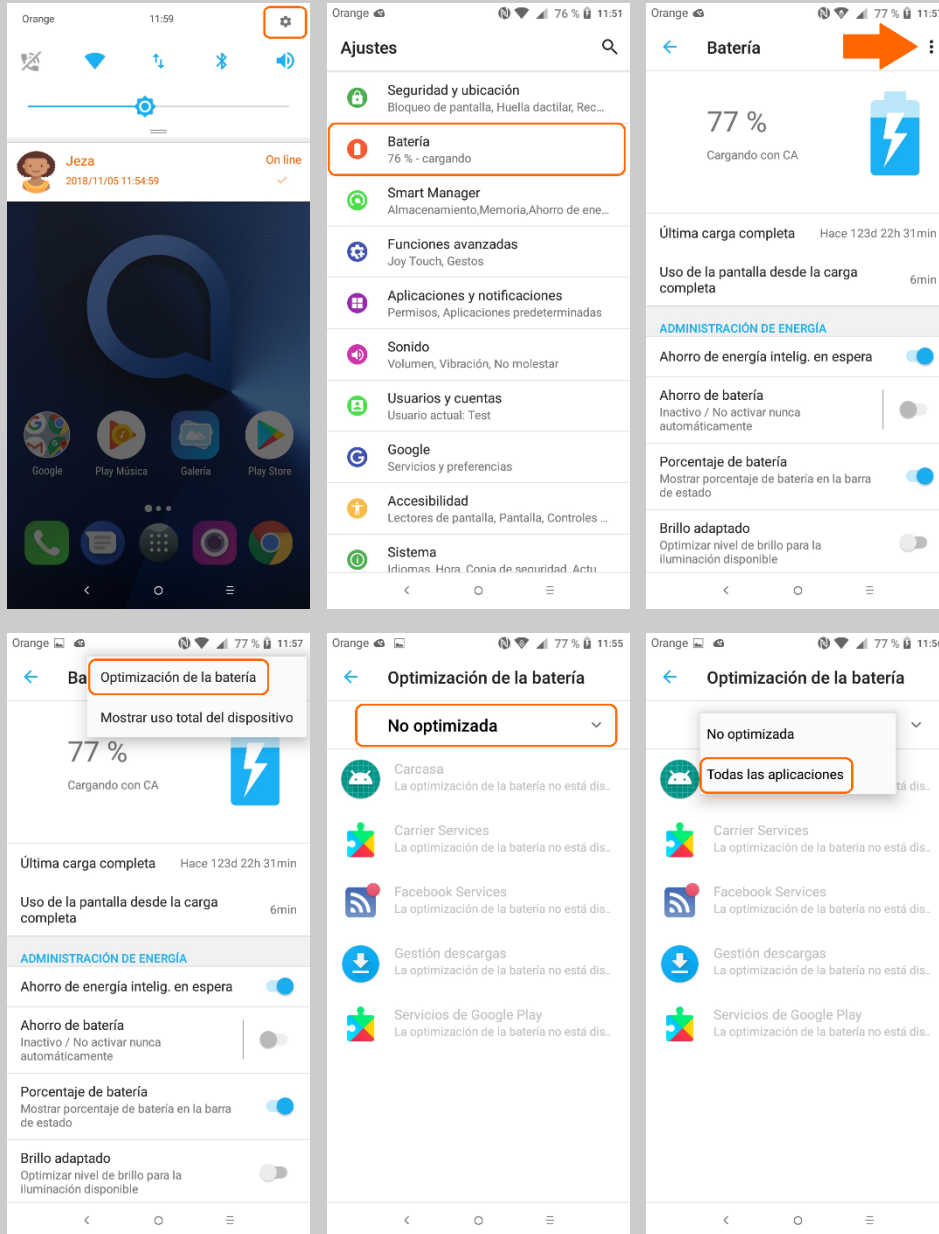 Orange 11:59
Jeza On line
2018/11/05 11:54:59
Google Play Música Galería Play Store
Orange 76 % 11:51
Ajustes
Seguridad y ubicación
Bloqueo de pantalla, Huella dactilar, Rec...
Batería
76 % - cargando
Smart Manager
Almacenamiento,Memoria,Ahorro de ene...
Funciones avanzadas
Joy Touch, Gestos
Aplicaciones y notificaciones
Permisos, Aplicaciones predeterminadas
Sonido
Volumen, Vibración, No molestar
Usuarios y cuentas
Usuario actual: Test
Google
Servicios y preferencias
Accesibilidad
Lectores de pantalla, Pantalla, Controles ...
Sistema
Idiomas, Hora, Copia de seguridad, Actu
Orange 77 % 11:57
Batería
77 %
Cargando con CA
Última carga completa Hace 123d 22h 31min
Uso de la pantalla desde la carga
completa 6min
ADMINISTRACIÓN DE ENERGÍA
Ahorro de energía intelig. en espera
Ahorro de batería
Inactivo / No activar nunca
automáticamente
Porcentaje de batería
Mostrar porcentaje de batería en la barra
de estado
Brillo adaptado
Optimizar nivel de brillo para la
iluminación disponible
Orange 77 % 11:57
Ba
Optimización de la batería
Mostrar uso total del dispositivo
77 %
Cargando con CA
Última carga completa Hace 123d 22h 31min
Uso de la pantalla desde la carga
completa 6min
ADMINISTRACIÓN DE ENERGÍA
Ahorro de energía intelig. en espera
Ahorro de batería
Inactivo / No activar nunca
automáticamente
Porcentaje de batería
Mostrar porcentaje de batería en la barra
de estado
Brillo adaptado
Optimizar nivel de brillo para la
iluminación disponible
Orange 77 % 11:55
Optimización de la batería
No optimizada
Carcasa
La optimización de la batería no está dis..
Carrier Services
La optimización de la batería no está dis..
Facebook Services
La optimización de la batería no está dis..
Gestión descargas
La optimización de la batería no está dis..
Servicios de Google Play
La optimización de la batería no está dis..
Orange 77 % 11:56
Optimización de la batería
No optimizada
Todas las aplicaciones
tá dis..
Carrier Services
La optimización de la batería no está dis..
Facebook Services
La optimización de la batería no está dis..
Gestión descargas
La optimización de la batería no está dis..
Servicios de Google Play
La optimización de la batería no está dis..